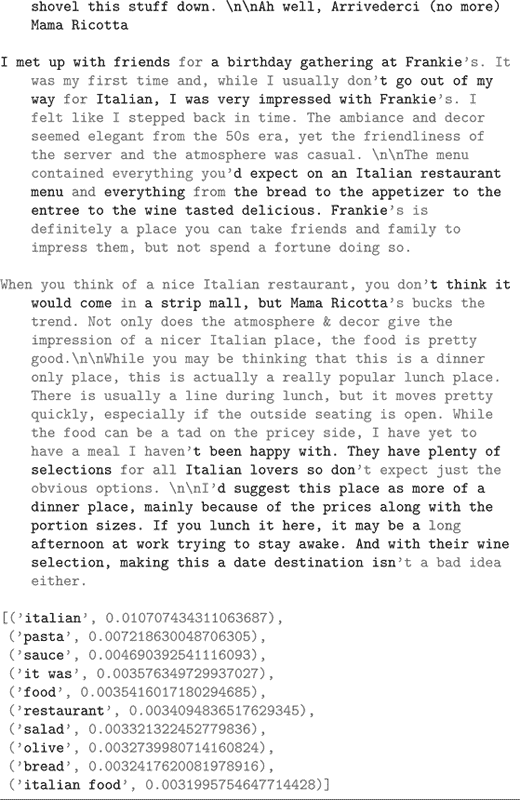 shovel this stuff down. \n\nAh well, Arrivederci (no more)
Mama Ricotta
I met up with friends for a birthday gathering at Frankie's. It
was my first time and, while I usually don't go out of my
way for Italian, I was very impressed with Frankie's. I
felt like I stepped back in time. The ambiance and decor
seemed elegant from the 50s era, yet the friendliness of
the server and the atmosphere was casual. \n\nThe menu
contained everything you'd expect on an Italian restaurant
menu and everything from the bread to the appetizer to the
entree to the wine tasted delicious. Frankie's is
definitely a place you can take friends and family to
impress them, but not spend a fortune doing so.
When you think of a nice Italian restaurant, you don't think it
would come in a strip mall, but Mama Ricotta's bucks the
trend. Not only does the atmosphere & decor give the
impression of a nicer Italian place, the food is pretty
good.\n\nWhile you may be thinking that this is a dinner
only place, this is actually a really popular lunch place.
There is usually a line during lunch, but it moves pretty
quickly, especially if the outside seating is open. While
the food can be a tad on the pricey side, I have yet to
have a meal I haven't been happy with. They have plenty of
selections for all Italian lovers so don't expect just the
obvious options. \n\nI'd suggest this place as more of a
dinner place, mainly because of the prices along with the
portion sizes. If you lunch it here, it may be a long
afternoon at work trying to stay awake. And with their wine
selection, making this a date destination isn't a bad idea
either.
[('italian', 0.010707434311063687),
('pasta', 0.007218630048706305),
('sauce', 0.004690392541116093),
('it was', 0.003576349729937027),
('food', 0.0035416017180294685),
('restaurant', 0.0034094836517629345),
('salad', 0.003321322452779836),
('olive', 0.0032739980714160824),
('bread', 0.0032417620081978916),
('italian food', 0.0031995754647714428)]